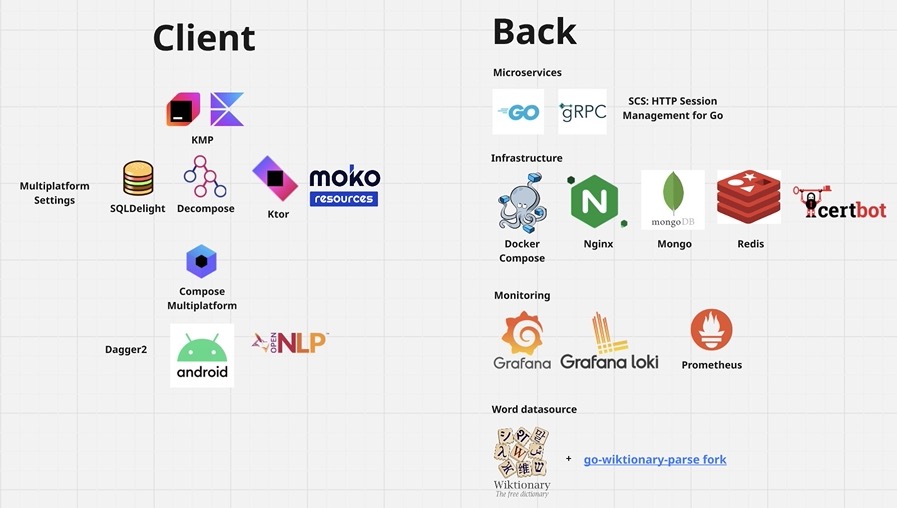 Client
KMP
Multiplatform
Settings
SQLDelight
Decompose
Ktor
moko
resources
Compose
Multiplatform
Dagger2
android
OPEN
NLP
Back
Microservices
GO
gRPC
SCS: HTTP Session
Management for Go
Infrastructure
Docker
Compose
N
Nginx
mongoDB
Mongo
Redis
certbot
Monitoring
Grafana
Grafana loki
Prometheus
Word datasource
W
维
Wiktionary
The free dictionary
+
go-wiktionary-parse fork